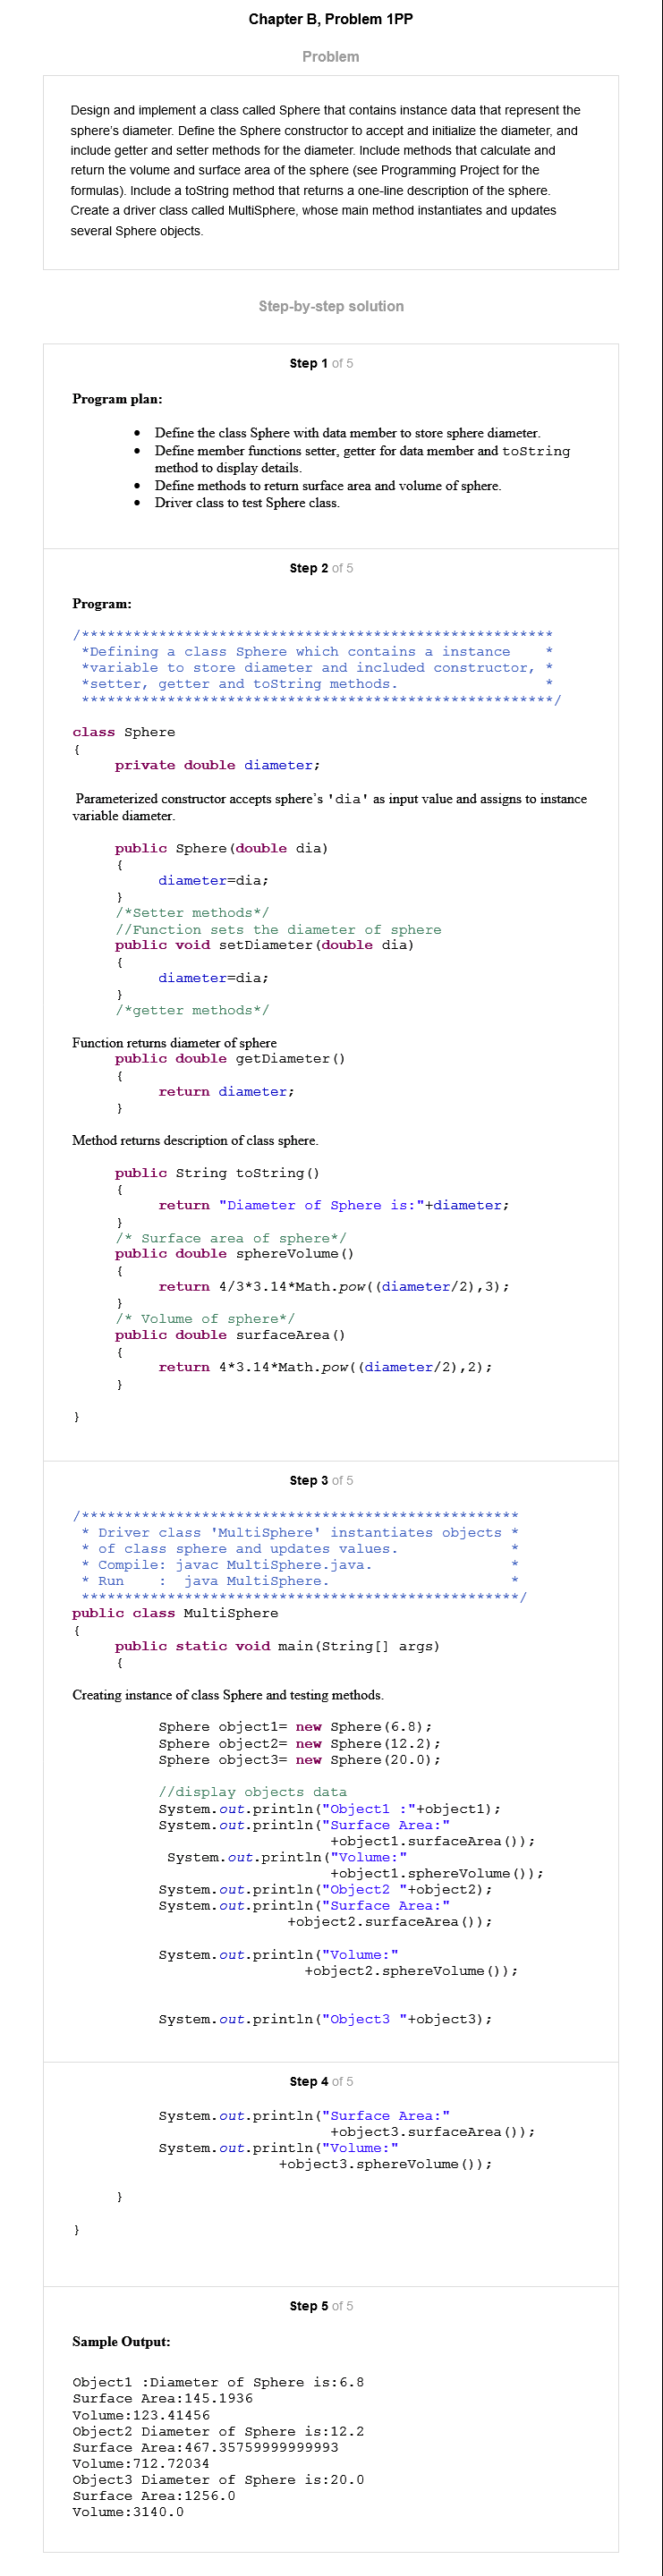 Chapter B, Problem 1PP
Problem
Design and implement a class called Sphere that contains instance data that represent the
sphere's diameter. Define the Sphere constructor to accept and initialize the diameter, and
include getter and setter methods for the diameter. Include methods that calculate and
return the volume and surface area of the sphere (see Programming Project for the
formulas). Include a toString method that returns a one-line description of the sphere.
Create a driver class called MultiSphere, whose main method instantiates and updates
several Sphere objects.
Step-by-step solution
Step 1 of 5
Program plan:
• Define the class Sphere with data member to store sphere diameter.
• Define member functions setter, getter for data member and toString
method to display details.
• Define methods to return surface area and volume of sphere.
• Driver class to test Sphere class.
Step 2 of 5
Program:
/*******************************************************
*Defining a class Sphere which contains a instance    *
*variable to store diameter and included constructor, *
*setter, getter and toString methods.                 *
*******************************************************/
class Sphere
{
private double diameter;
Parameterized constructor accepts sphere's 'dia' as input value and assigns to instance
variable diameter.
public Sphere(double dia)
{
diameter=dia;
}
/*Setter methods*/
//Function sets the diameter of sphere
public void setDiameter(double dia)
{
diameter=dia;
}
/*getter methods*/
Function returns diameter of sphere
public double getDiameter()
{
return diameter;
}
Method returns description of class sphere.
public String toString()
{
return "Diameter of Sphere is:"+diameter;
}
/* Surface area of sphere*/
public double sphereVolume()
{
return 4/3*3.14*Math.pow((diameter/2),3);
}
/* Volume of sphere*/
public double surfaceArea()
{
return 4*3.14*Math.pow((diameter/2),2);
}
}
Step 3 of 5
/***************************************************
* Driver class 'MultiSphere' instantiates objects *
* of class sphere and updates values.             *
* Compile: javac MultiSphere.java.                *
* Run    :  java MultiSphere.                     *
***************************************************/
public class MultiSphere
{
public static void main(String[] args)
{
Creating instance of class Sphere and testing methods.
Sphere object1= new Sphere(6.8);
Sphere object2= new Sphere(12.2);
Sphere object3= new Sphere(20.0);
//display objects data
System.out.println("Object1 :"+object1);
System.out.println("Surface Area:"
+object1.surfaceArea());
System.out.println("Volume:"
+object1.sphereVolume());
System.out.println("Object2 "+object2);
System.out.println("Surface Area:"
+object2.surfaceArea());
System.out.println("Volume:"
+object2.sphereVolume());
System.out.println("Object3 "+object3);
Step 4 of 5
System.out.println("Surface Area:"
+object3.surfaceArea());
System.out.println("Volume:"
+object3.sphereVolume());
}
}
Step 5 of 5
Sample Output:
Object1 :Diameter of Sphere is:6.8
Surface Area:145.1936
Volume:123.41456
Object2 Diameter of Sphere is:12.2
Surface Area:467.35759999999993
Volume:712.72034
Object3 Diameter of Sphere is:20.0
Surface Area:1256.0
Volume:3140.0